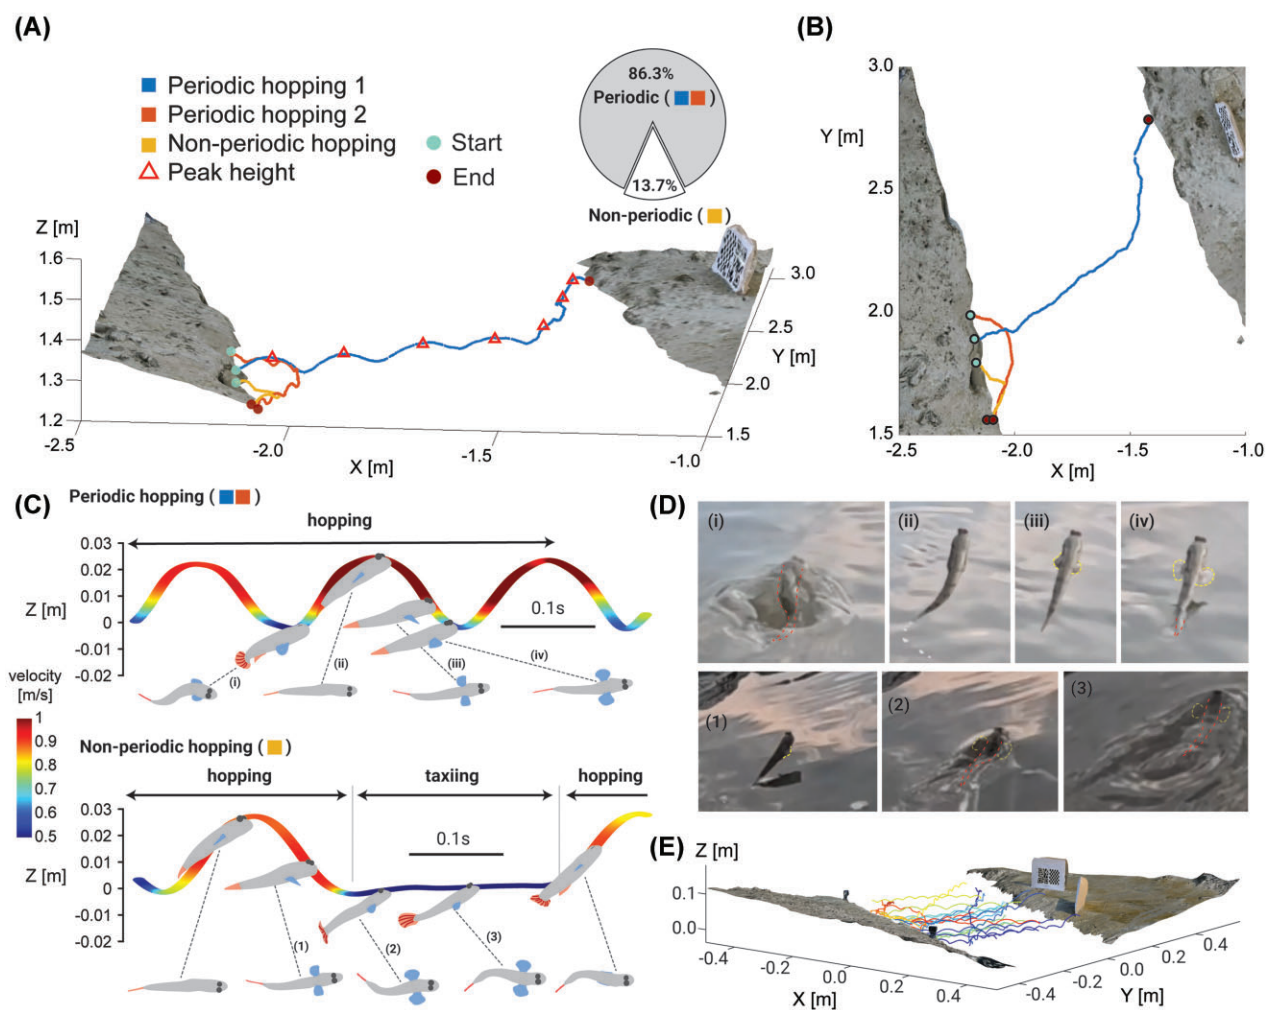 (A)
Periodic hopping 1
Periodic hopping 2
Non-periodic hopping
Peak height
Start
End
86.3%
Periodic ( )
13.7%
Non-periodic ( )
Z [m]
1.6
1.5
1.4
1.3
1.2
-2.5
-2.0
-1.5
-1.0
X [m]
3.0
2.5
2.0
1.5
Y [m]
(B)
3.0
Y [m]
2.5
2.0
1.5
-2.5
-2.0
-1.5
-1.0
X [m]
(C)
Periodic hopping ( )
hopping
0.03
0.02
0.01
Z [m]
0
-0.01
-0.02
0.1s
(i)
(ii)
(iii)
(iv)
velocity
[m/s]
1
0.9
0.8
0.7
0.6
0.5
Non-periodic hopping ( )
hopping
taxiing
hopping
0.03
0.02
0.01
Z [m]
0
-0.01
-0.02
0.1s
(1)
(2)
(3)
(D)
(i)
(ii)
(iii)
(iv)
(1)
(2)
(3)
(E)
Z [m]
0.1
0.0
-0.4
-0.2
0.0
0.2
0.4
X [m]
-0.4
-0.2
0.0
0.2
0.4
Y [m]